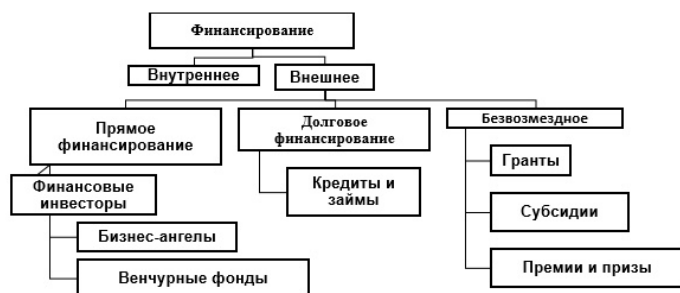 Финансирование
Внутреннее
Внешнее
Прямое
финансирование
Долговое
финансирование
Безвозмездное
Финансовые
инвесторы
Кредиты и
займы
Гранты
Бизнес-ангелы
Субсидии
Венчурные фонды
Премии и призы